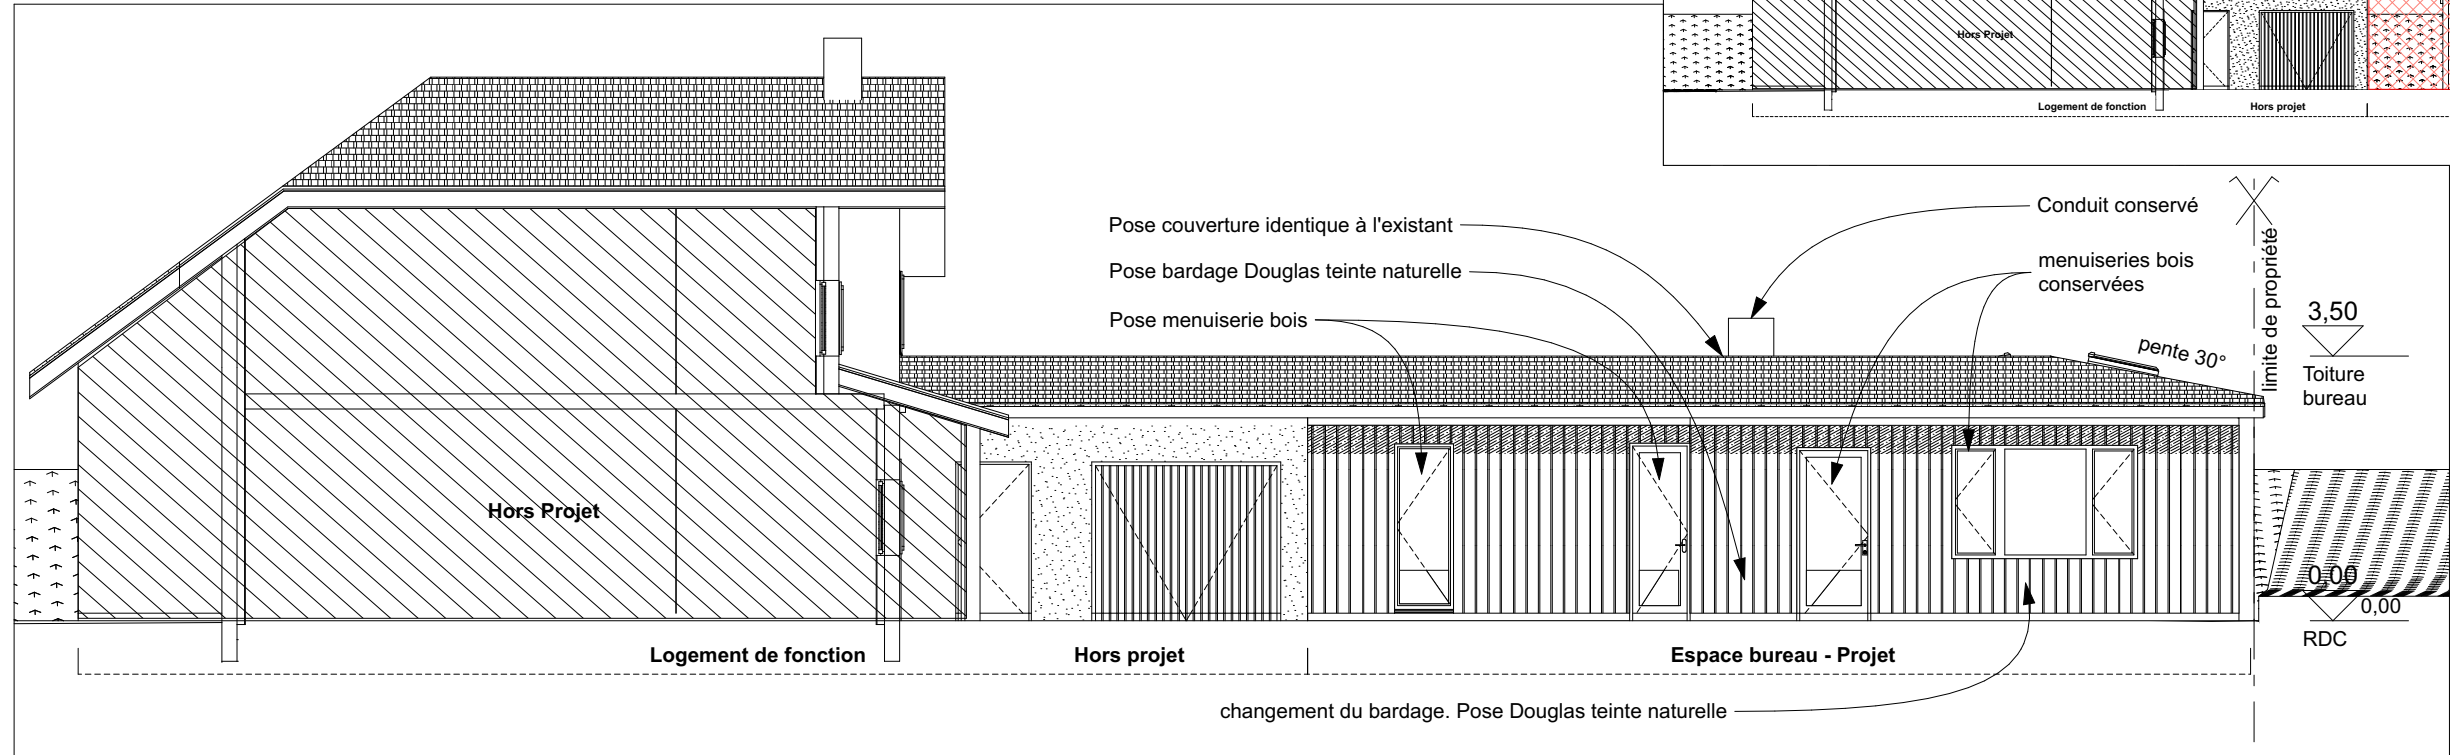 Hors Projet
Logement de fonction
Hors projet
Pose couverture identique à l'existant
Conduit conservé
Pose bardage Douglas teinte naturelle
menuiseries bois
conservées
Pose menuiserie bois
limite de propriété
3,50
pente 30°
Toiture
bureau
Hors Projet
0,00
0,00
RDC
Logement de fonction
Hors projet
Espace bureau - Projet
changement du bardage. Pose Douglas teinte naturelle